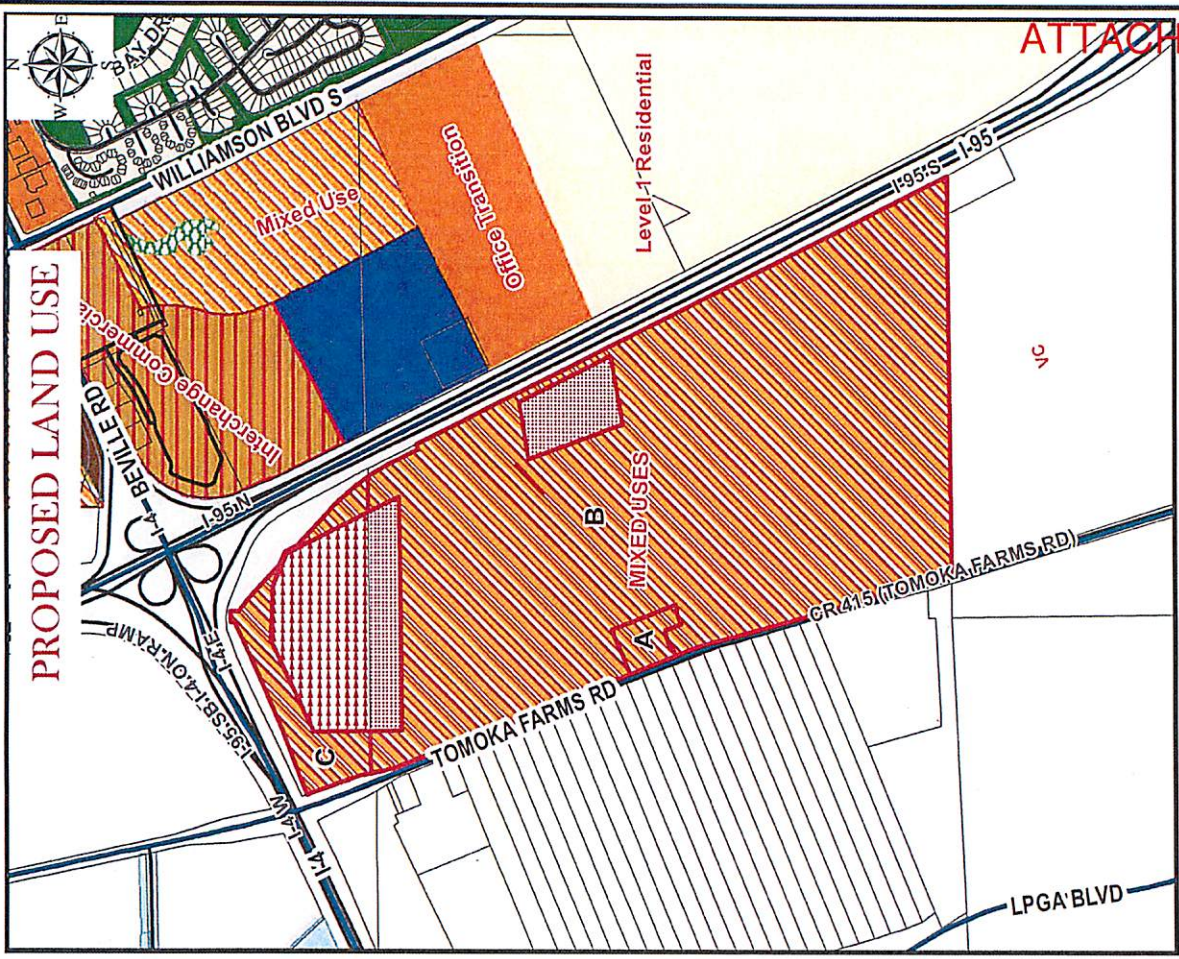 ATTACH
PROPOSED LAND USE
N
E
S
W
BAY DR
WILLIAMSON BLVD S
Mixed Use
Interchange Commercia
BEVILLE RD
I-4
I-95 N
Office Transition
Level 1 Residential
I-95 S
I-95
I-95 SB I-4 ON-RAMP
I-4 E
I-4 W
I-4
C
B
MIXED USES
A
TOMOKA FARMS RD
CR 415 (TOMOKA FARMS RD)
VC
LPGA BLVD